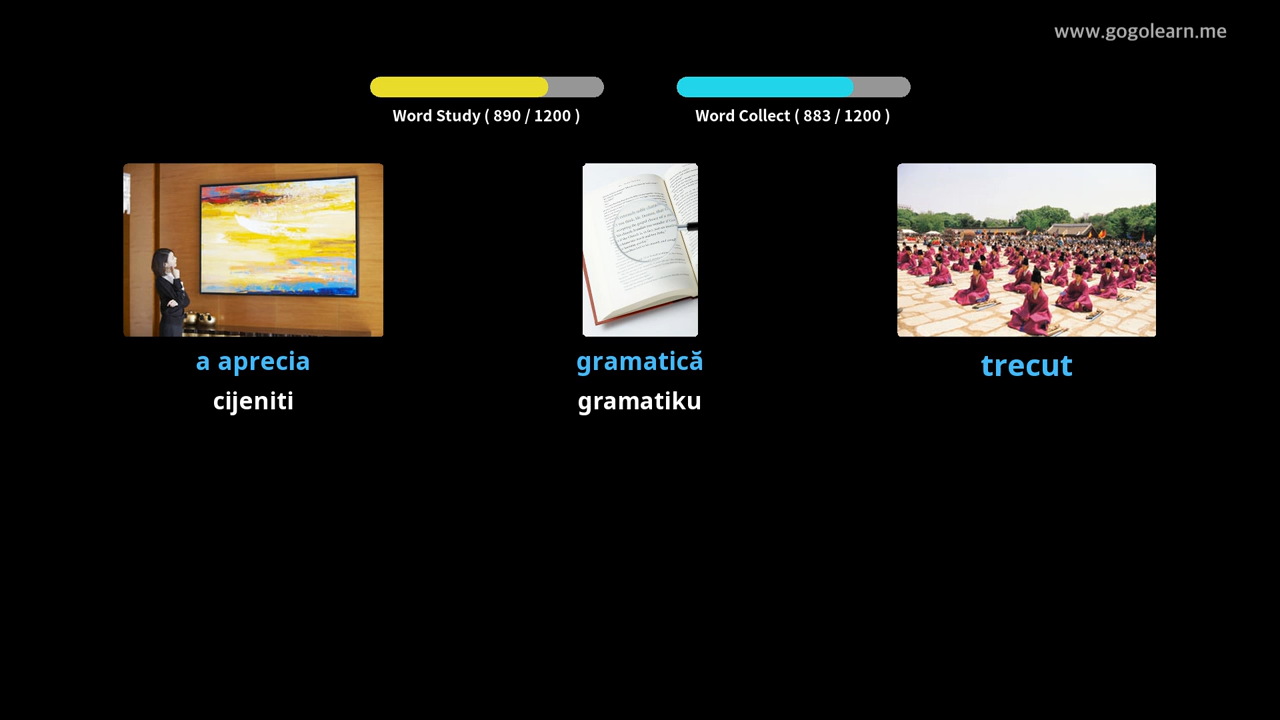 www.gogolearn.me
Word Study ( 890 / 1200 )
Word Collect ( 883 / 1200 )
a aprecia
cijeniti
gramatică
gramatiku
trecut